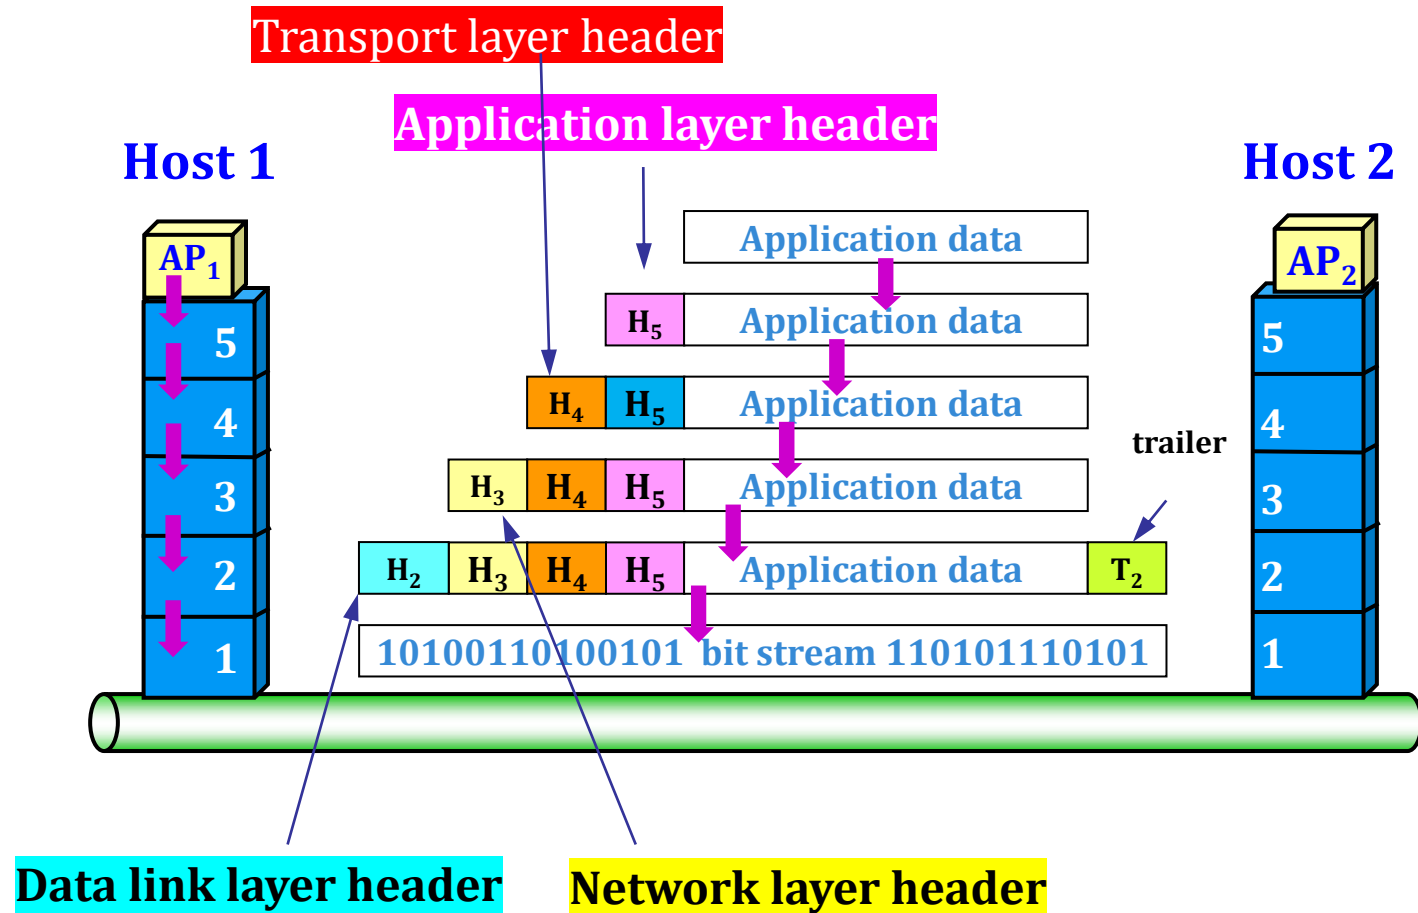 Transport layer header
Application layer header
Host 1
Host 2
AP₁
Application data
AP₂
5
H₅ Application data
5
4
H₄ H₅ Application data
4
trailer
3
H₃ H₄ H₅ Application data
3
2
H₂ H₃ H₄ H₅ Application data T₂
2
1
10100110100101 bit stream 110101110101
1
Data link layer header
Network layer header